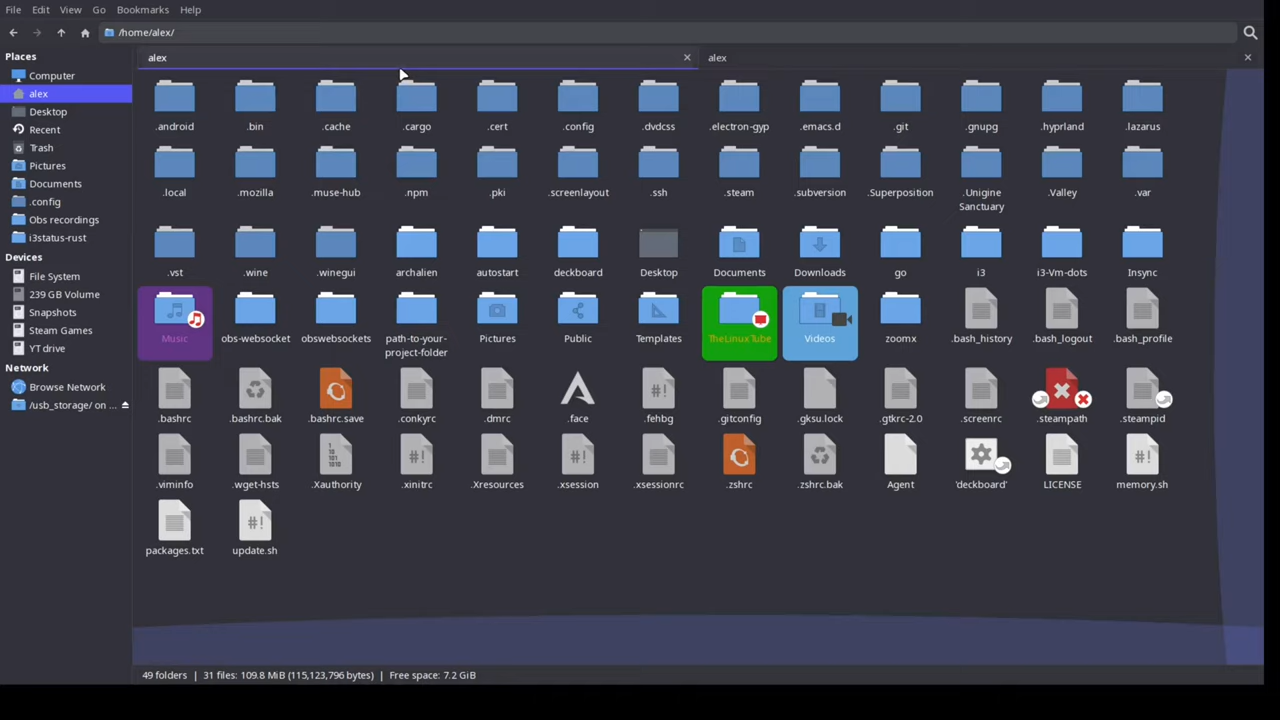 File Edit View Go Bookmarks Help
/home/alex/
Places
Computer
alex
Desktop
Recent
Trash
Pictures
Documents
.config
Obs recordings
i3status-rust
Devices
File System
239 GB Volume
Snapshots
Steam Games
YT drive
Network
Browse Network
/usb_storage/ on ...
alex alex
.android .bin .cache .cargo .cert .config .dvdcss .electron-gyp .emacs.d .git .gnupg .hyprland .lazarus
.local .mozilla .muse-hub .npm .pki .screenlayout .ssh .steam .subversion .Superposition .Unigine .Valley .var
Sanctuary
.vst .wine .winegui archalien autostart deckboard Desktop Documents Downloads go i3 i3-Vm-dots Insync
Music obs-websocket obswebsockets path-to-your- Pictures Public Templates TheLinuxTube Videos zoomx .bash_history .bash_logout .bash_profile
project-folder
.bashrc .bashrc.bak .bashrc.save .conkyrc .dmrc .face .fehbg .gitconfig .gksu.lock .gtkrc-2.0 .screenrc .steampath .steampid
.viminfo .wget-hsts .Xauthority .xinitrc .Xresources .xsession .xsessionrc .zshrc .zshrc.bak Agent 'deckboard' LICENSE memory.sh
packages.txt update.sh
49 folders | 31 files: 109.8 MiB (115,123,796 bytes) | Free space: 7.2 GiB